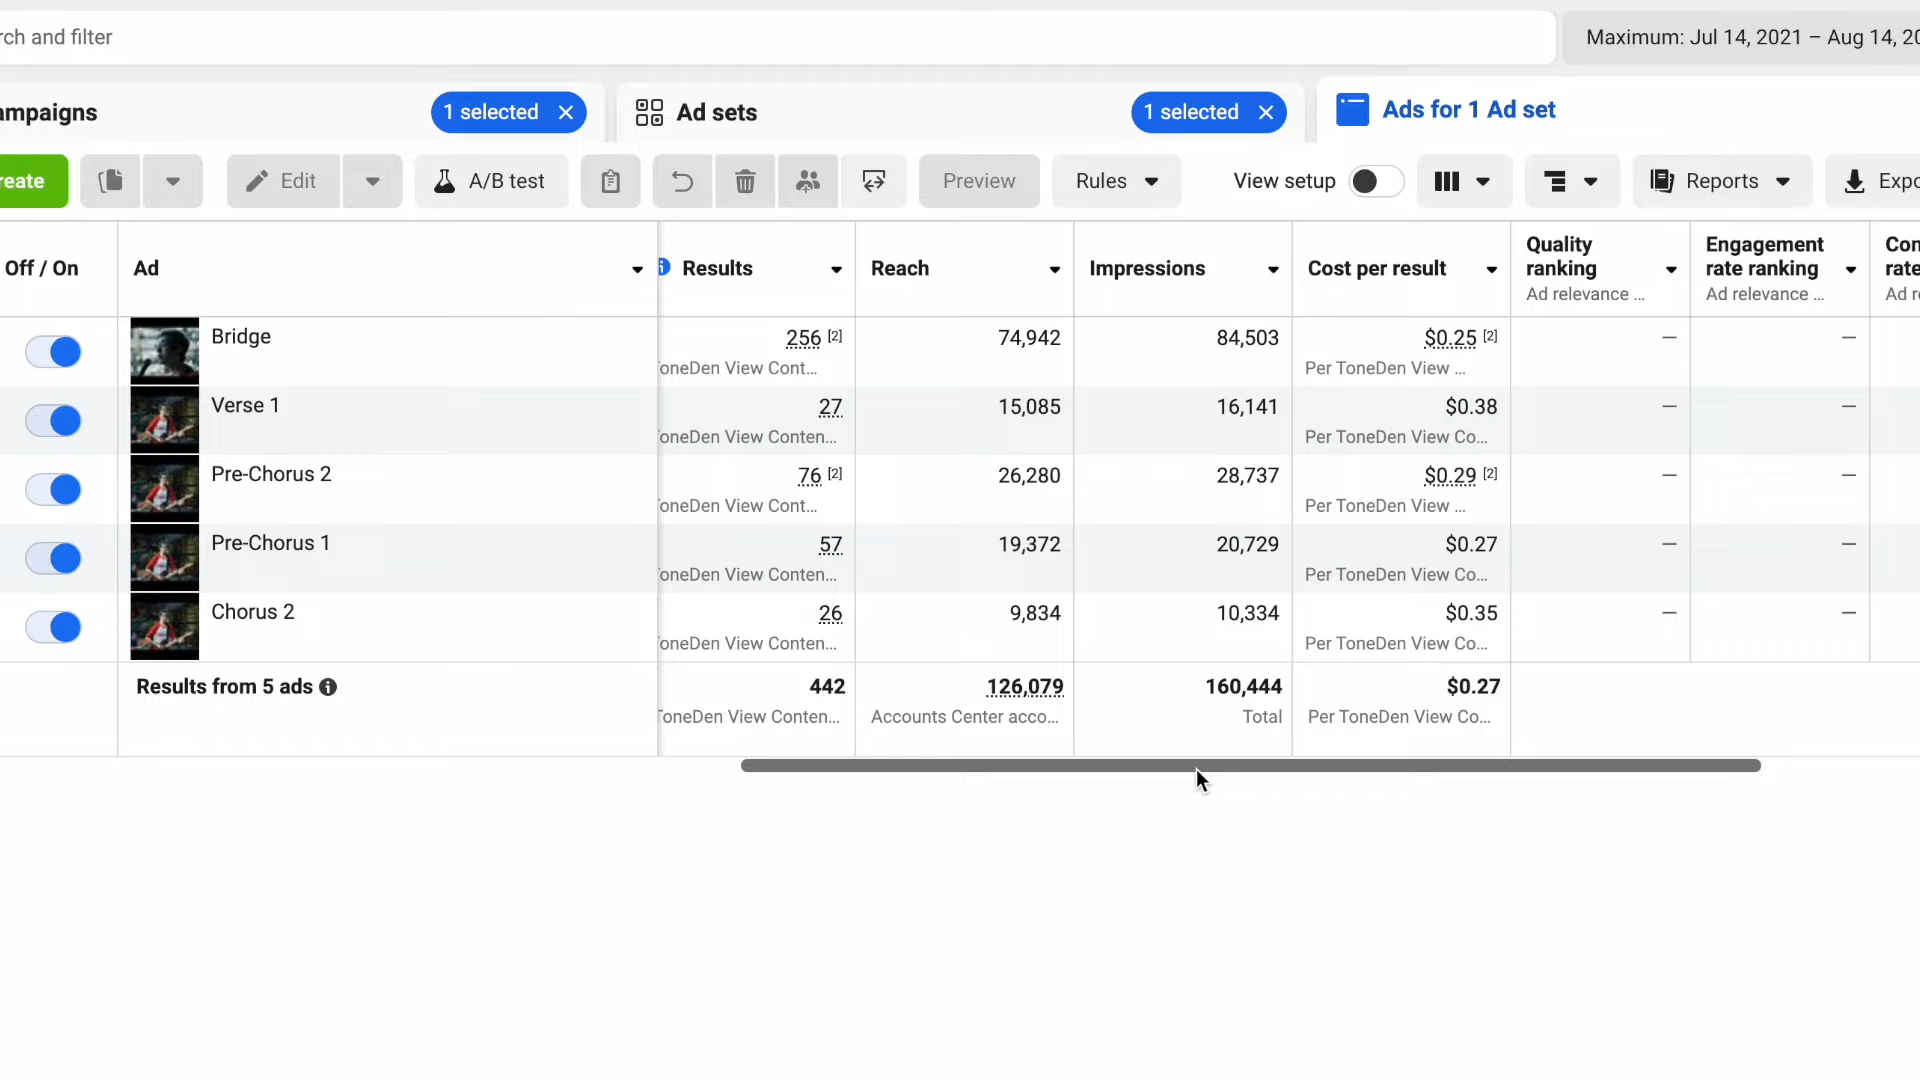 rch and filter
Maximum: Jul 14, 2021 – Aug 14, 20
ampaigns
1 selected
Ad sets
1 selected
Ads for 1 Ad set
reate
Edit
A/B test
Preview
Rules
View setup
Reports
Expo
Off / On
Ad
Results
Reach
Impressions
Cost per result
Quality
ranking
Ad relevance ...
Engagement
rate ranking
Ad relevance ...
Con
rate
Ad re
Bridge
256 [2]
74,942
84,503
$0.25 [2]
—
—
oneDen View Cont...
Per ToneDen View ...
Verse 1
27
15,085
16,141
$0.38
—
—
oneDen View Conten...
Per ToneDen View Co...
Pre-Chorus 2
76 [2]
26,280
28,737
$0.29 [2]
—
—
oneDen View Cont...
Per ToneDen View ...
Pre-Chorus 1
57
19,372
20,729
$0.27
—
—
oneDen View Conten...
Per ToneDen View Co...
Chorus 2
26
9,834
10,334
$0.35
—
—
oneDen View Conten...
Per ToneDen View Co...
Results from 5 ads
442
126,079
160,444
$0.27
ToneDen View Conten...
Accounts Center acco...
Total
Per ToneDen View Co...